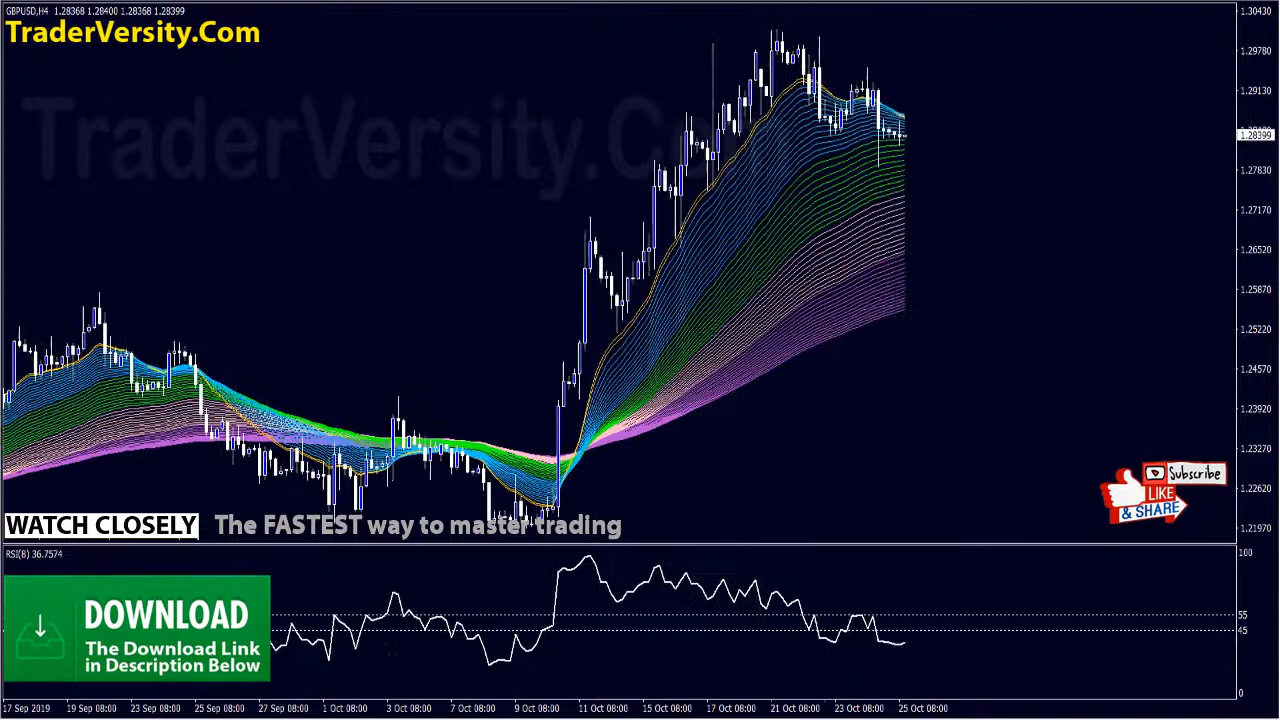 GBPUSD,H4 1.28368 1.28400 1.28368 1.28399
TraderVersity.Com
TraderVersity.Co
1.30430
1.29780
1.29130
1.28399
1.27830
1.27170
1.26520
1.25870
1.25220
1.24570
1.23920
1.23270
1.22620
1.21970
Subscribe
LIKE
& SHARE
WATCH CLOSELY The FASTEST way to master trading
RSI(8) 36.7574
100
55
45
0
DOWNLOAD
The Download Link
in Description Below
17 Sep 2019 19 Sep 08:00 23 Sep 08:00 25 Sep 08:00 27 Sep 08:00 1 Oct 08:00 3 Oct 08:00 7 Oct 08:00 9 Oct 08:00 11 Oct 08:00 15 Oct 08:00 17 Oct 08:00 21 Oct 08:00 23 Oct 08:00 25 Oct 08:00